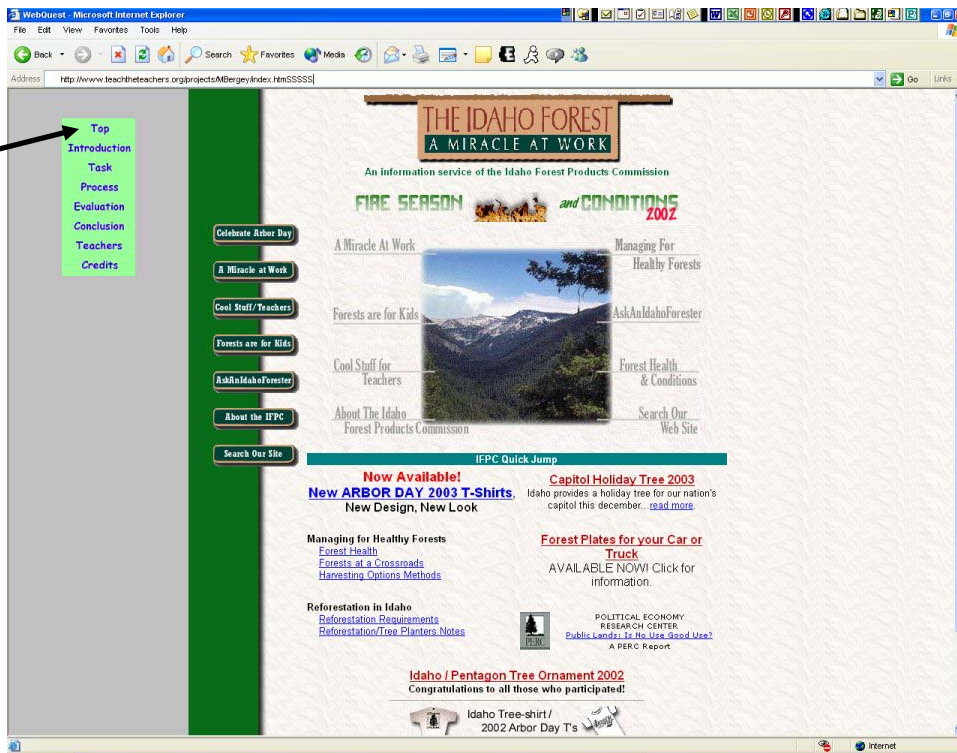 WebQuest - Microsoft Internet Explorer
File Edit View Favorites Tools Help
Back Search Favorites Media
Address http://www.teachtheteachers.org/projects/MBergey/index.htmSSSSS Go Links
Top
Introduction
Task
Process
Evaluation
Conclusion
Teachers
Credits
THE IDAHO FOREST
A MIRACLE AT WORK
An information service of the Idaho Forest Products Commission
FIRE SEASON and CONDITIONS
2002
Celebrate Arbor Day
A Miracle at Work
Cool Stuff/Teachers
Forests are for Kids
AskAnIdahoForester
About the IFPC
Search Our Site
A Miracle At Work
Managing For
Healthy Forests
Forests are for Kids
AskAnIdahoForester
Cool Stuff for
Teachers
Forest Health
& Conditions
About The Idaho
Forest Products Commission
Search Our
Web Site
IFPC Quick Jump
Now Available!
New ARBOR DAY 2003 T-Shirts,
New Design, New Look
Capitol Holiday Tree 2003
Idaho provides a holiday tree for our nation's
capitol this december...read more.
Managing for Healthy Forests
Forest Health
Forests at a Crossroads
Harvesting Options Methods
Forest Plates for your Car or
Truck
AVAILABLE NOW! Click for
information.
Reforestation in Idaho
Reforestation Requirements
Reforestation/Tree Planters Notes
PERC
POLITICAL ECONOMY
RESEARCH CENTER
Public Lands: Is No Use Good Use?
A PERC Report
Idaho / Pentagon Tree Ornament 2002
Congratulations to all those who participated!
Idaho Tree-shirt /
2002 Arbor Day T's
Internet